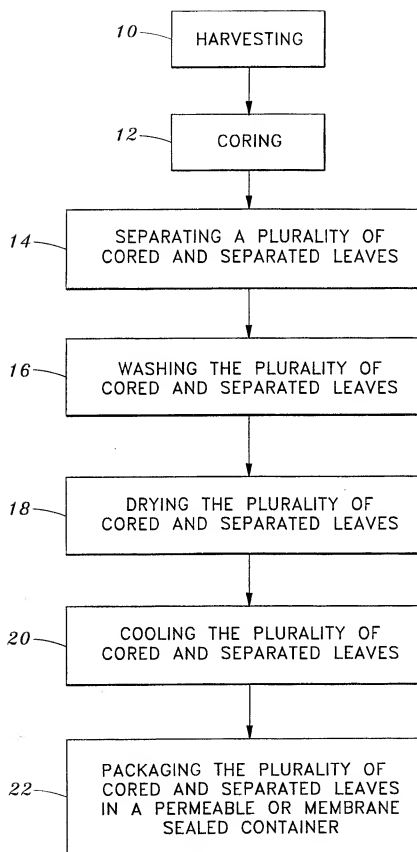 10
HARVESTING
12
CORING
14
SEPARATING A PLURALITY OF
CORED AND SEPARATED LEAVES
16
WASHING THE PLURALITY OF
CORED AND SEPARATED LEAVES
18
DRYING THE PLURALITY OF
CORED AND SEPARATED LEAVES
20
COOLING THE PLURALITY OF
CORED AND SEPARATED LEAVES
22
PACKAGING THE PLURALITY OF
CORED AND SEPARATED LEAVES
IN A PERMEABLE OR MEMBRANE
SEALED CONTAINER